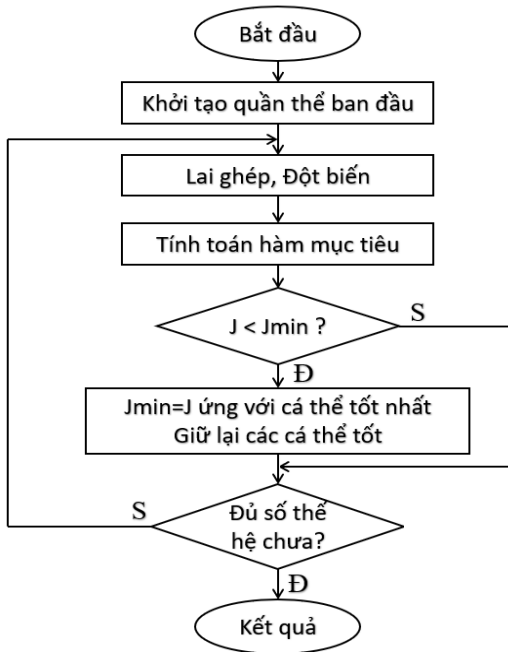 Bắt đầu
Khởi tạo quần thể ban đầu
Lai ghép, Đột biến
Tính toán hàm mục tiêu
J < Jmin ?
S
Đ
Jmin=J ứng với cá thể tốt nhất
Giữ lại các cá thể tốt
S
Đủ số thế
hệ chưa?
Đ
Kết quả